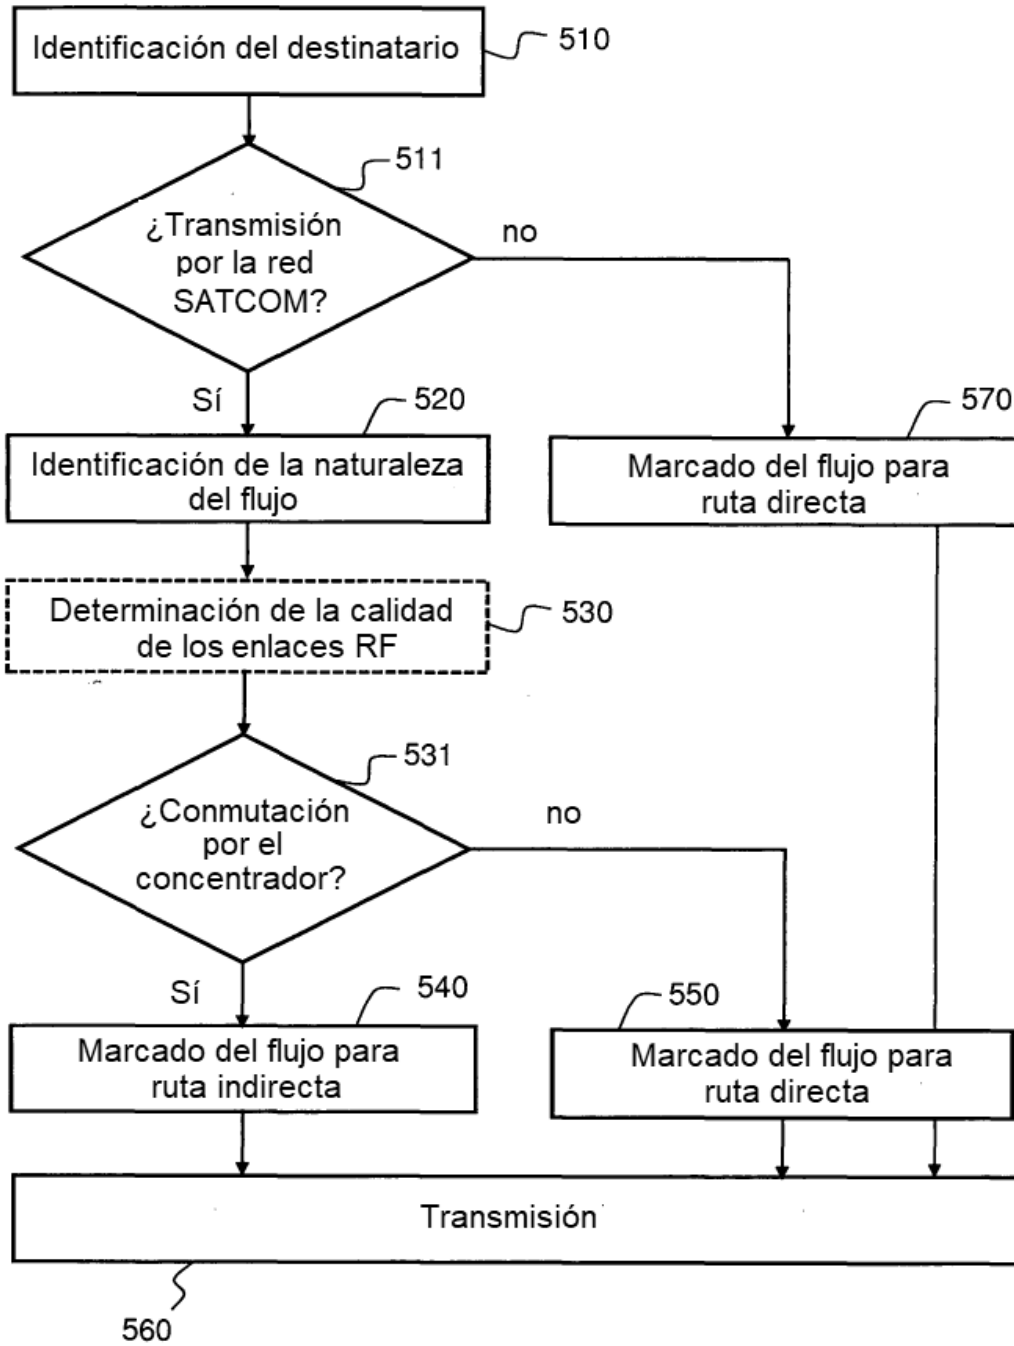 Identificación del destinatario
510
511
¿Transmisión
por la red
SATCOM?
no
Sí
520
570
Identificación de la naturaleza
del flujo
Marcado del flujo para
ruta directa
Determinación de la calidad
de los enlaces RF
530
531
¿Conmutación
por el
concentrador?
no
Sí
540
550
Marcado del flujo para
ruta indirecta
Marcado del flujo para
ruta directa
Transmisión
560